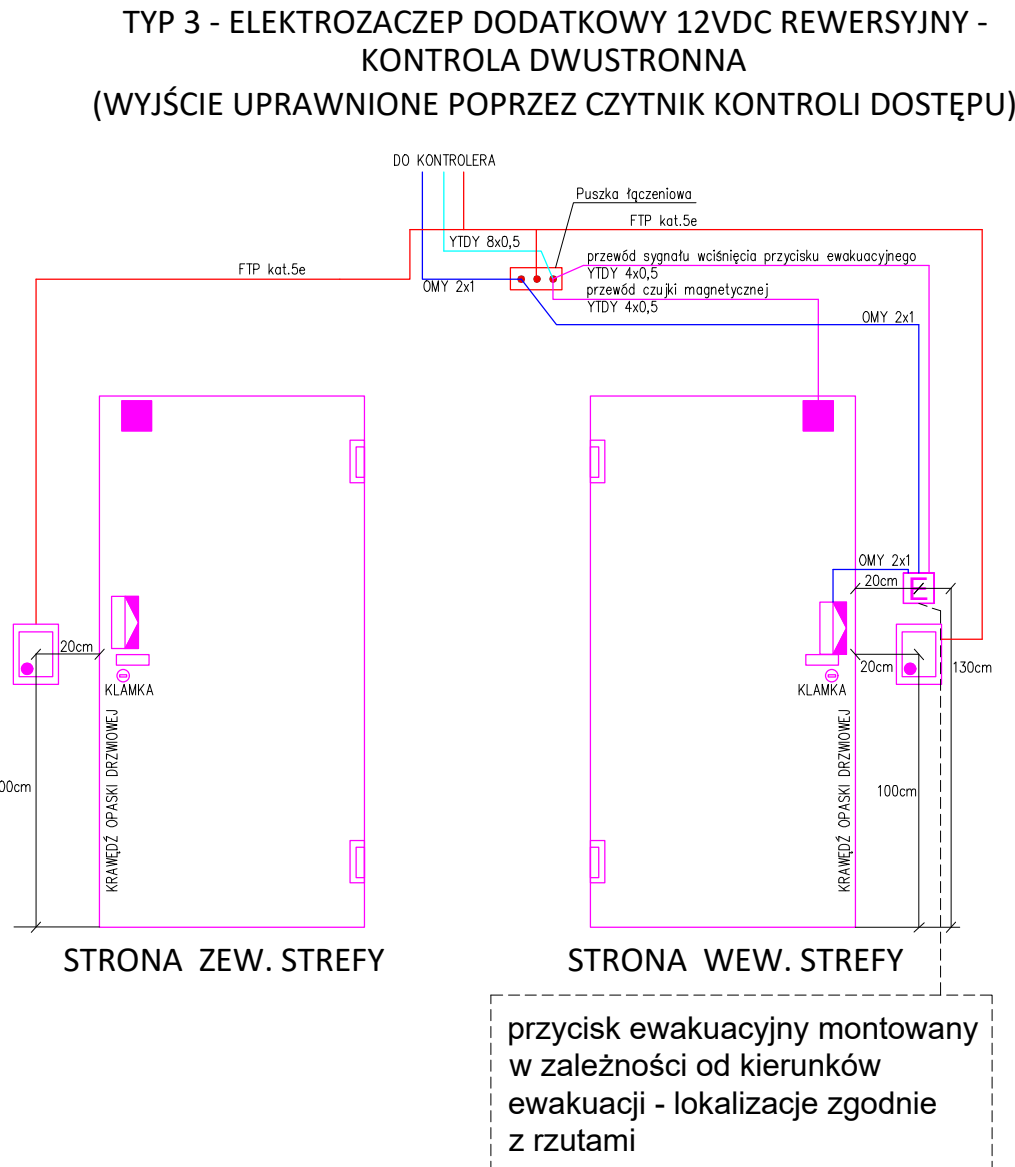 TYP 3 - ELEKTROZACZEP DODATKOWY 12VDC REWERSYJNY -
KONTROLA DWUSTRONNA
(WYJŚCIE UPRAWNIONE POPRZEZ CZYTNIK KONTROLI DOSTĘPU)
DO KONTROLERA
Puszka łączeniowa
FTP kat.5e
YTDY 8x0,5
przewód sygnału wciśnięcia przycisku ewakuacyjnego
FTP kat.5e
YTDY 4x0,5
OMY 2x1
przewód czujki magnetycznej
YTDY 4x0,5
OMY 2x1
OMY 2x1
20cm
E
20cm
20cm
130cm
KLAMKA
KLAMKA
KRAWĘDŹ OPASKI DRZWIOWEJ
KRAWĘDŹ OPASKI DRZWIOWEJ
00cm
100cm
STRONA ZEW. STREFY
STRONA WEW. STREFY
przycisk ewakuacyjny montowany
w zależności od kierunków
ewakuacji - lokalizacje zgodnie
z rzutami